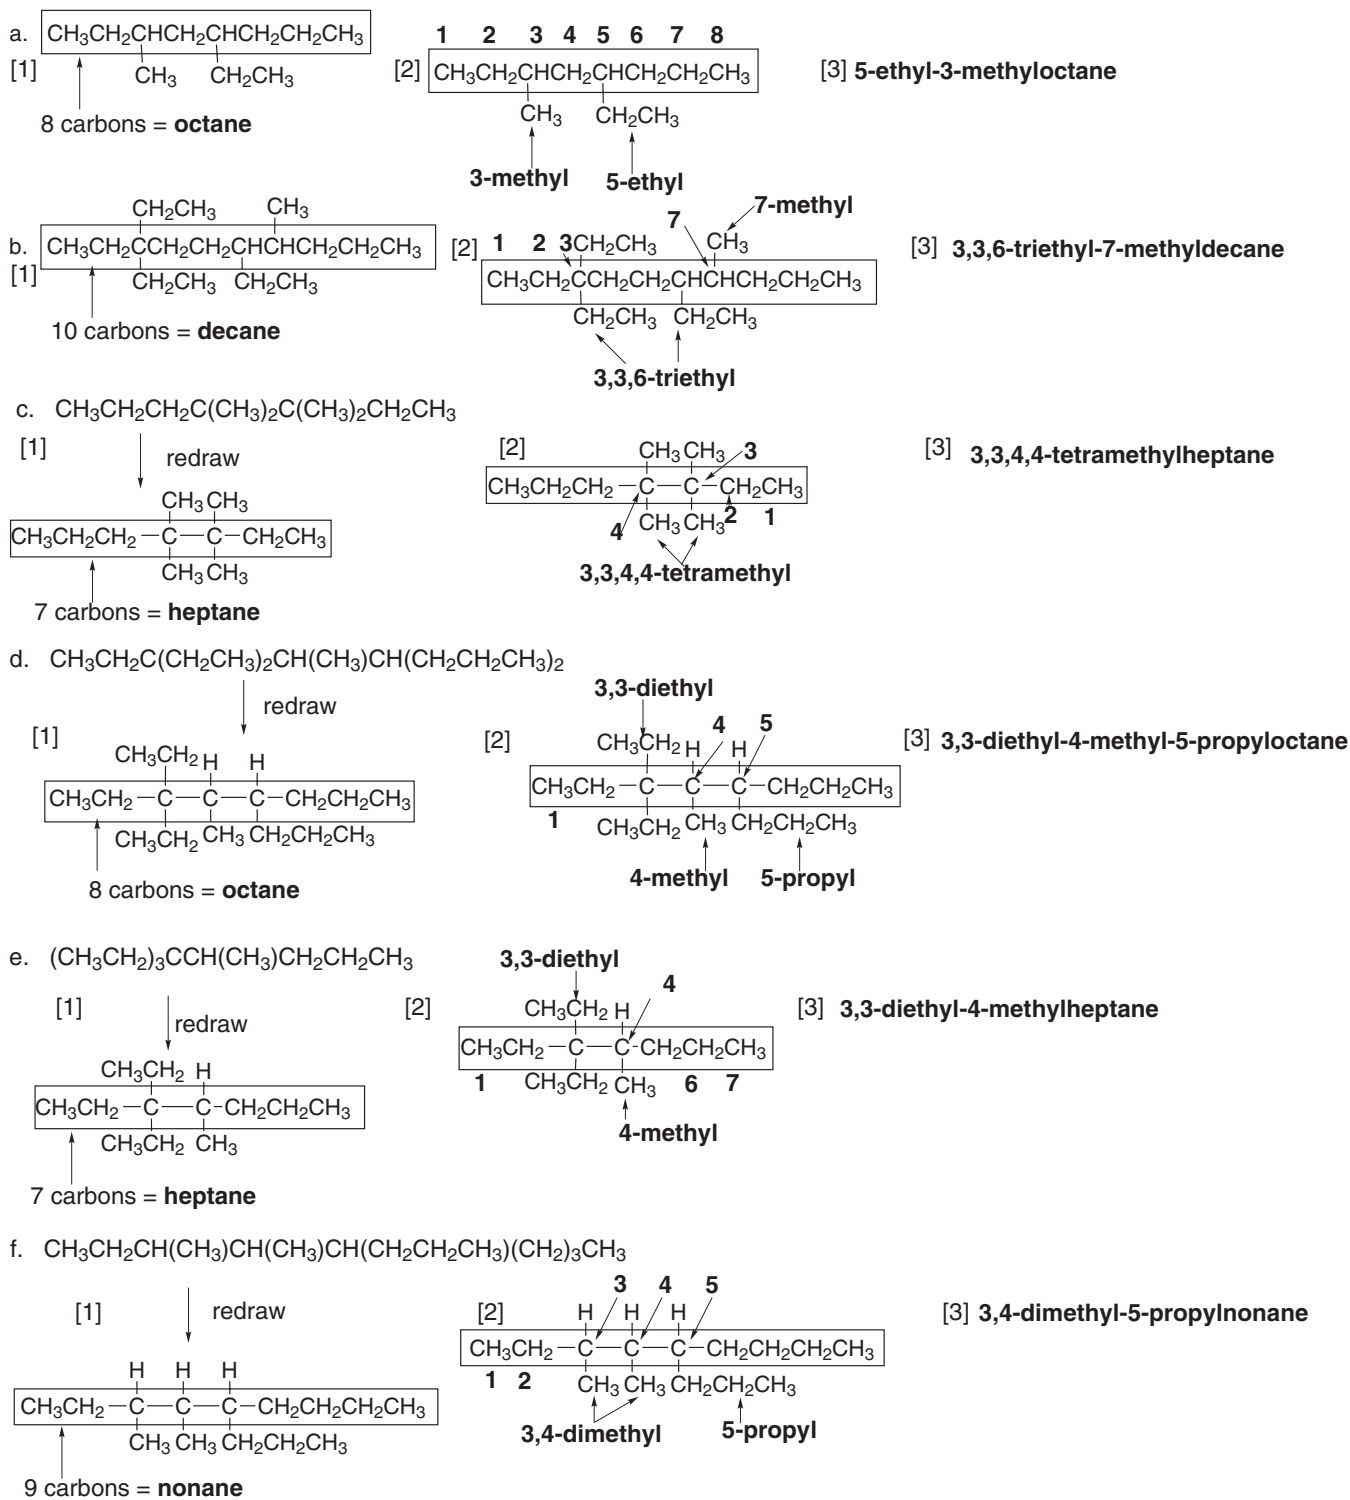 a. CH3CH2CHCH2CHCH2CH2CH3
[1] CH3 CH2CH3
8 carbons = octane
1 2 3 4 5 6 7 8
[2] CH3CH2CHCH2CHCH2CH2CH3
CH3 CH2CH3
3-methyl 5-ethyl
[3] 5-ethyl-3-methyloctane
CH2CH3 CH3
b. CH3CH2CCH2CH2CHCHCH2CH2CH3
[1] CH2CH3 CH2CH3
10 carbons = decane
7 7-methyl
[2] 1 2 3 CH2CH3 CH3
CH3CH2CCH2CH2CHCHCH2CH2CH3
CH2CH3 CH2CH3
3,3,6-triethyl
[3] 3,3,6-triethyl-7-methyldecane
c. CH3CH2CH2C(CH3)2C(CH3)2CH2CH3
[1] redraw
CH3 CH3
CH3CH2CH2 C C CH2CH3
CH3 CH3
7 carbons = heptane
[2] CH3 CH3 3
CH3CH2CH2 C C CH2CH3
4 CH3 CH3 2 1
3,3,4,4-tetramethyl
[3] 3,3,4,4-tetramethylheptane
d. CH3CH2C(CH2CH3)2CH(CH3)CH(CH2CH2CH3)2
redraw
[1] CH3CH2 H H
CH3CH2 C C C CH2CH2CH3
CH3CH2 CH3 CH2CH2CH3
8 carbons = octane
3,3-diethyl
4 5
[2] CH3CH2 H H
CH3CH2 C C C CH2CH2CH3
1 CH3CH2 CH3 CH2CH2CH3
4-methyl 5-propyl
[3] 3,3-diethyl-4-methyl-5-propyloctane
e. (CH3CH2)3CCH(CH3)CH2CH2CH3
[1] redraw
CH3CH2 H
CH3CH2 C C CH2CH2CH3
CH3CH2 CH3
7 carbons = heptane
3,3-diethyl
4
[2] CH3CH2 H
CH3CH2 C C CH2CH2CH3
1 CH3CH2 CH3 6 7
4-methyl
[3] 3,3-diethyl-4-methylheptane
f. CH3CH2CH(CH3)CH(CH3)CH(CH2CH2CH3)(CH2)3CH3
[1] redraw
H H H
CH3CH2 C C C CH2CH2CH2CH3
CH3 CH3 CH2CH2CH3
9 carbons = nonane
3 4 5
[2] H H H
CH3CH2 C C C CH2CH2CH2CH3
1 2 CH3 CH3 CH2CH2CH3
3,4-dimethyl 5-propyl
[3] 3,4-dimethyl-5-propylnonane